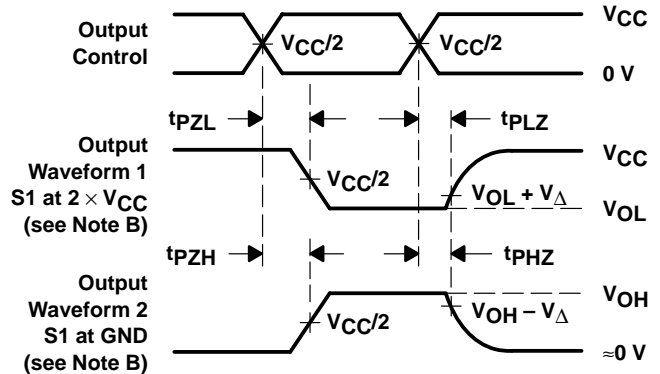 Output
Control
VCC/2
VCC/2
VCC
0 V
tPZL
tPLZ
Output
Waveform 1
S1 at 2 × VCC
(see Note B)
VCC/2
VCC
VOL + VΔ
VOL
tPZH
tPHZ
Output
Waveform 2
S1 at GND
(see Note B)
VCC/2
VOH
VOH − VΔ
≈0 V